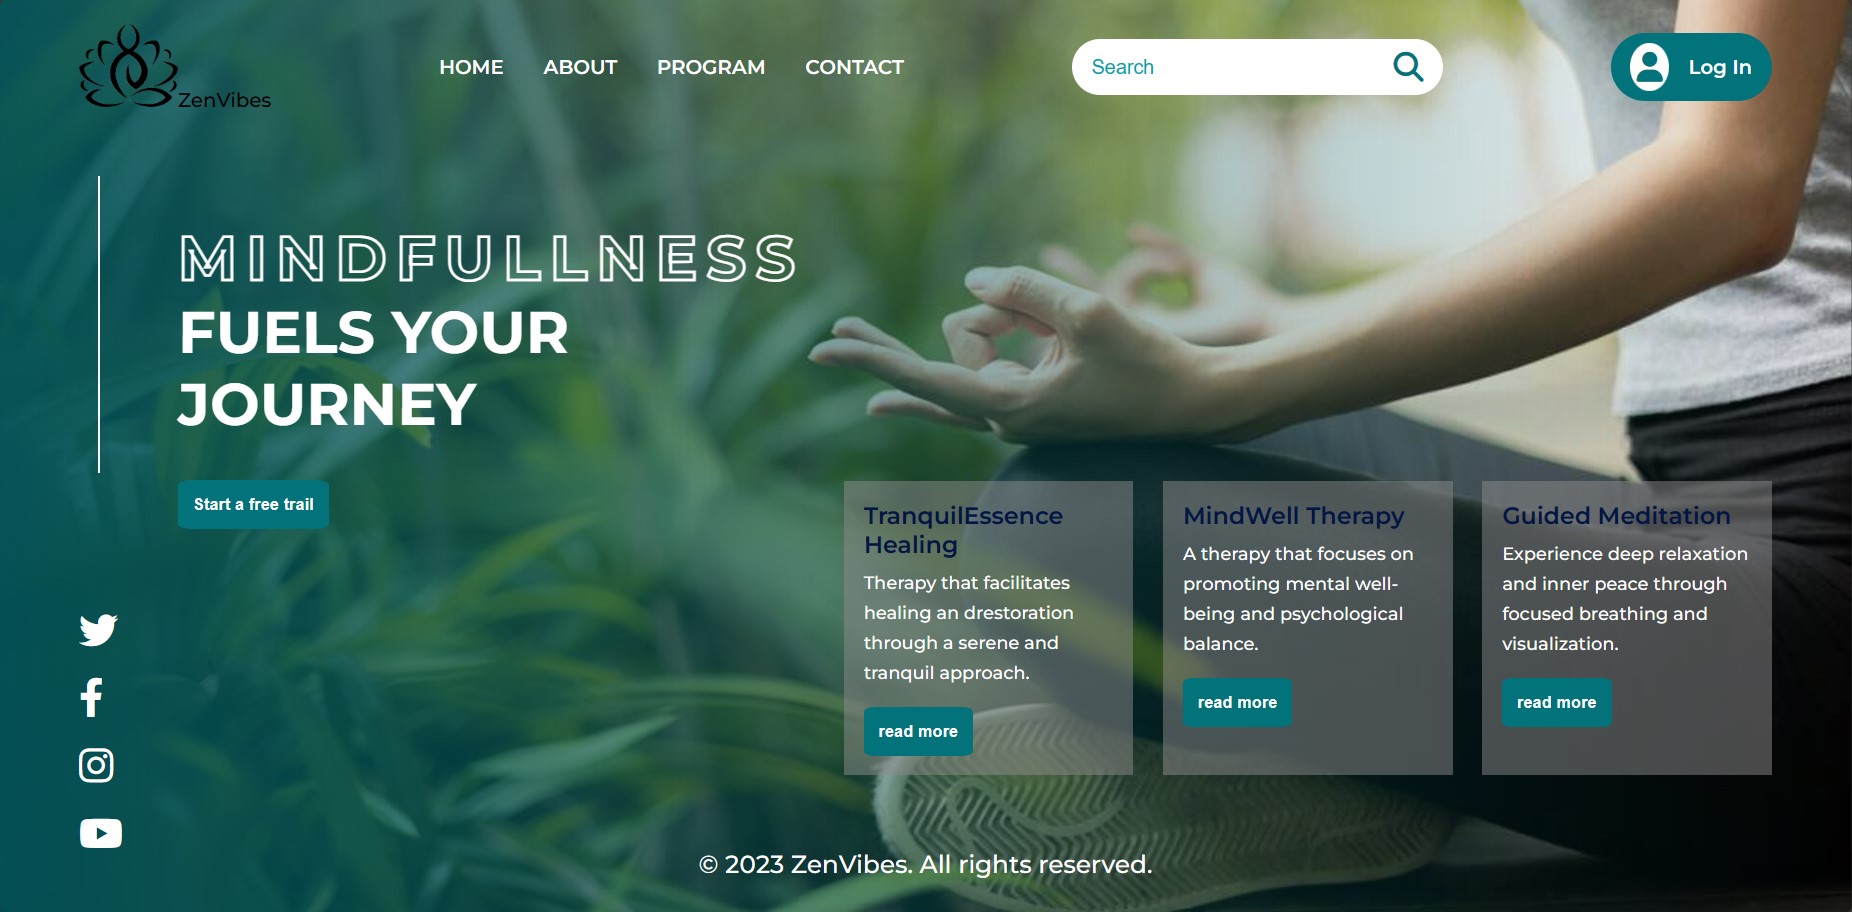 ZenVibes
HOME ABOUT PROGRAM CONTACT
Search
Log In
MINDFULLNESS
FUELS YOUR
JOURNEY
Start a free trail
TranquilEssence
Healing
Therapy that facilitates
healing an drestoration
through a serene and
tranquil approach.
read more
MindWell Therapy
A therapy that focuses on
promoting mental well-
being and psychological
balance.
read more
Guided Meditation
Experience deep relaxation
and inner peace through
focused breathing and
visualization.
read more
© 2023 ZenVibes. All rights reserved.